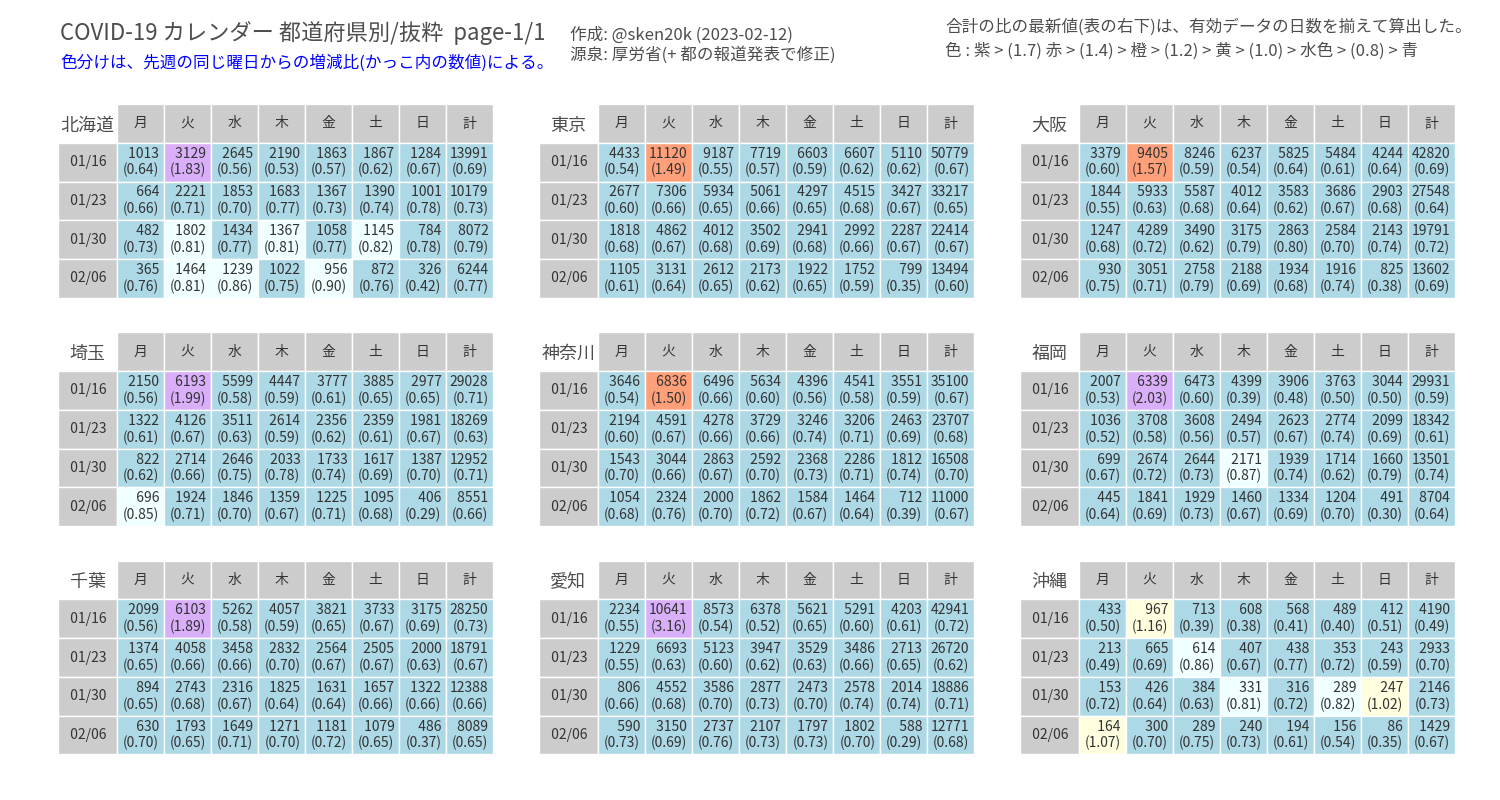 COVID-19 カレンダー 都道府県別/抜粋 page-1/1
色分けは、先週の同じ曜日からの増減比(かっこ内の数値)による。
作成: @sken20k (2023-02-12)
源泉: 厚労省(+ 都の報道発表で修正)
合計の比の最新値(表の右下)は、有効データの日数を揃えて算出した。
色 : 紫 > (1.7) 赤 > (1.4) > 橙 > (1.2) > 黄 > (1.0) > 水色 > (0.8) > 青
北海道 月 火 水 木 金 土 日 計
01/16 1013 3129 2645 2190 1863 1867 1284 13991
(0.64) (1.83) (0.56) (0.53) (0.57) (0.62) (0.67) (0.69)
01/23 664 2221 1853 1683 1367 1390 1001 10179
(0.66) (0.71) (0.70) (0.77) (0.73) (0.74) (0.78) (0.73)
01/30 482 1802 1434 1367 1058 1145 784 8072
(0.73) (0.81) (0.77) (0.81) (0.77) (0.82) (0.78) (0.79)
02/06 365 1464 1239 1022 956 872 326 6244
(0.76) (0.81) (0.86) (0.75) (0.90) (0.76) (0.42) (0.77)
東京 月 火 水 木 金 土 日 計
01/16 4433 11120 9187 7719 6603 6607 5110 50779
(0.54) (1.49) (0.55) (0.57) (0.59) (0.62) (0.62) (0.67)
01/23 2677 7306 5934 5061 4297 4515 3427 33217
(0.60) (0.66) (0.65) (0.66) (0.65) (0.68) (0.67) (0.65)
01/30 1818 4862 4012 3502 2941 2992 2287 22414
(0.68) (0.67) (0.68) (0.69) (0.68) (0.66) (0.67) (0.67)
02/06 1105 3131 2612 2173 1922 1752 799 13494
(0.61) (0.64) (0.65) (0.62) (0.65) (0.59) (0.35) (0.60)
大阪 月 火 水 木 金 土 日 計
01/16 3379 9405 8246 6237 5825 5484 4244 42820
(0.60) (1.57) (0.59) (0.54) (0.64) (0.61) (0.64) (0.69)
01/23 1844 5933 5587 4012 3583 3686 2903 27548
(0.55) (0.63) (0.68) (0.64) (0.62) (0.67) (0.68) (0.64)
01/30 1247 4289 3490 3175 2863 2584 2143 19791
(0.68) (0.72) (0.62) (0.79) (0.80) (0.70) (0.74) (0.72)
02/06 930 3051 2758 2188 1934 1916 825 13602
(0.75) (0.71) (0.79) (0.69) (0.68) (0.74) (0.38) (0.69)
埼玉 月 火 水 木 金 土 日 計
01/16 2150 6193 5599 4447 3777 3885 2977 29028
(0.56) (1.99) (0.58) (0.59) (0.61) (0.65) (0.65) (0.71)
01/23 1322 4126 3511 2614 2356 2359 1981 18269
(0.61) (0.67) (0.63) (0.59) (0.62) (0.61) (0.67) (0.63)
01/30 822 2714 2646 2033 1733 1617 1387 12952
(0.62) (0.66) (0.75) (0.78) (0.74) (0.69) (0.70) (0.71)
02/06 696 1924 1846 1359 1225 1095 406 8551
(0.85) (0.71) (0.70) (0.67) (0.71) (0.68) (0.29) (0.66)
神奈川 月 火 水 木 金 土 日 計
01/16 3646 6836 6496 5634 4396 4541 3551 35100
(0.54) (1.50) (0.66) (0.60) (0.56) (0.58) (0.59) (0.67)
01/23 2194 4591 4278 3729 3246 3206 2463 23707
(0.60) (0.67) (0.66) (0.66) (0.74) (0.71) (0.69) (0.68)
01/30 1543 3044 2863 2592 2368 2286 1812 16508
(0.70) (0.66) (0.67) (0.70) (0.73) (0.71) (0.74) (0.70)
02/06 1054 2324 2000 1862 1584 1464 712 11000
(0.68) (0.76) (0.70) (0.72) (0.67) (0.64) (0.39) (0.67)
福岡 月 火 水 木 金 土 日 計
01/16 2007 6339 6473 4399 3906 3763 3044 29931
(0.53) (2.03) (0.60) (0.39) (0.48) (0.50) (0.50) (0.59)
01/23 1036 3708 3608 2494 2623 2774 2099 18342
(0.52) (0.58) (0.56) (0.57) (0.67) (0.74) (0.69) (0.61)
01/30 699 2674 2644 2171 1939 1714 1660 13501
(0.67) (0.72) (0.73) (0.87) (0.74) (0.62) (0.79) (0.74)
02/06 445 1841 1929 1460 1334 1204 491 8704
(0.64) (0.69) (0.73) (0.67) (0.69) (0.70) (0.30) (0.64)
千葉 月 火 水 木 金 土 日 計
01/16 2099 6103 5262 4057 3821 3733 3175 28250
(0.56) (1.89) (0.58) (0.59) (0.65) (0.67) (0.69) (0.73)
01/23 1374 4058 3458 2832 2564 2505 2000 18791
(0.65) (0.66) (0.66) (0.70) (0.67) (0.67) (0.63) (0.67)
01/30 894 2743 2316 1825 1631 1657 1322 12388
(0.65) (0.68) (0.67) (0.64) (0.64) (0.66) (0.66) (0.66)
02/06 630 1793 1649 1271 1181 1079 486 8089
(0.70) (0.65) (0.71) (0.70) (0.72) (0.65) (0.37) (0.65)
愛知 月 火 水 木 金 土 日 計
01/16 2234 10641 8573 6378 5621 5291 4203 42941
(0.55) (3.16) (0.54) (0.52) (0.65) (0.60) (0.61) (0.72)
01/23 1229 6693 5123 3947 3529 3486 2713 26720
(0.55) (0.63) (0.60) (0.62) (0.63) (0.66) (0.65) (0.62)
01/30 806 4552 3586 2877 2473 2578 2014 18886
(0.66) (0.68) (0.70) (0.73) (0.70) (0.74) (0.74) (0.71)
02/06 590 3150 2737 2107 1797 1802 588 12771
(0.73) (0.69) (0.76) (0.73) (0.73) (0.70) (0.29) (0.68)
沖縄 月 火 水 木 金 土 日 計
01/16 433 967 713 608 568 489 412 4190
(0.50) (1.16) (0.39) (0.38) (0.41) (0.40) (0.51) (0.49)
01/23 213 665 614 407 438 353 243 2933
(0.49) (0.69) (0.86) (0.67) (0.77) (0.72) (0.59) (0.70)
01/30 153 426 384 331 316 289 247 2146
(0.72) (0.64) (0.63) (0.81) (0.72) (0.82) (1.02) (0.73)
02/06 164 300 289 240 194 156 86 1429
(1.07) (0.70) (0.75) (0.73) (0.61) (0.54) (0.35) (0.67)